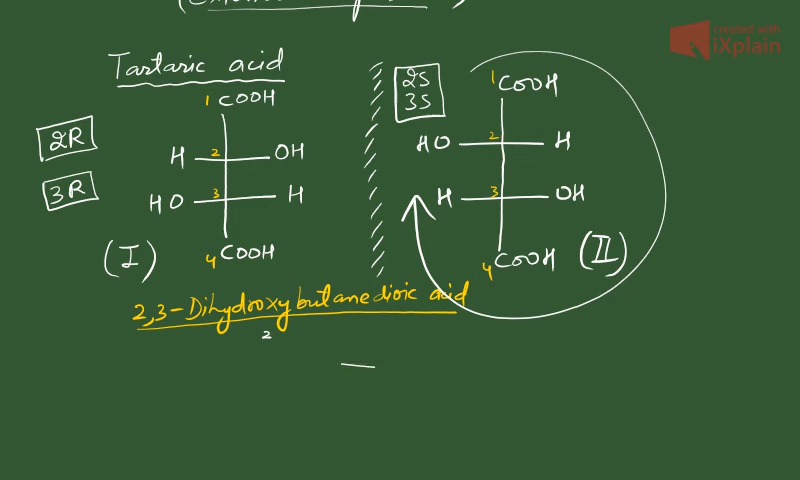 created with
iXplain
Tartaric acid
1 COOH
2R
H 2 OH
3R
HO 3 H
4 COOH
(I)
2S
3S
1 COOH
HO 2 H
H 3 OH
4 COOH
(II)
2,3-Dihydroxybutanedioic acid
2